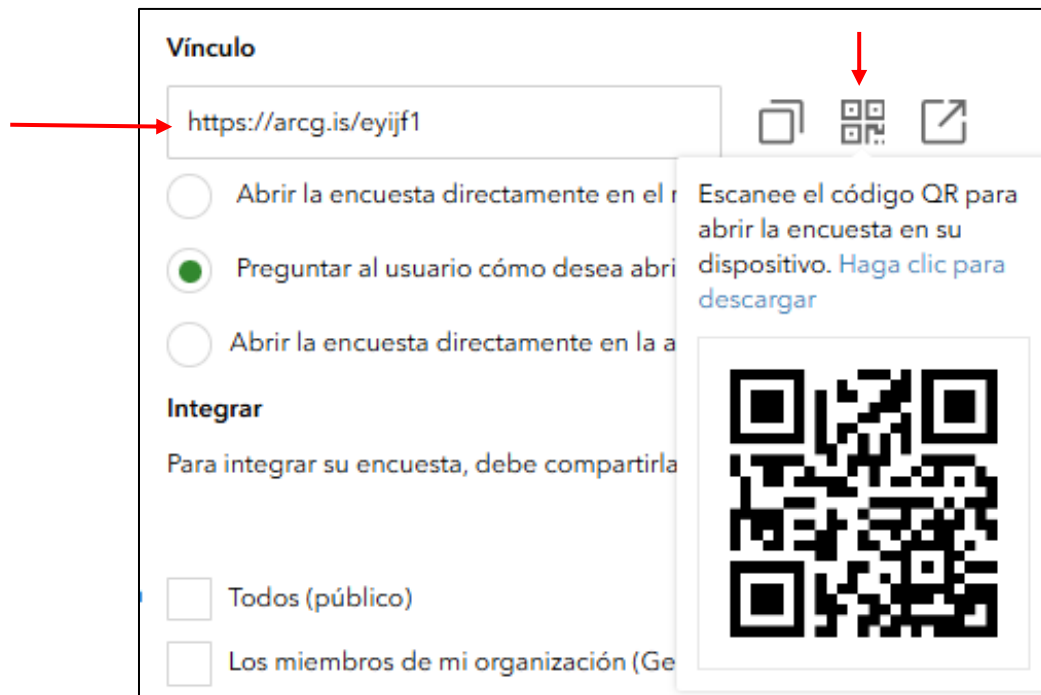 Vínculo
https://arcg.is/eyijf1
Abrir la encuesta directamente en el
Preguntar al usuario cómo desea
Abrir la encuesta directamente en la
Escanee el código QR para
abrir la encuesta en su
dispositivo. Haga clic para
descargar
Integrar
Para integrar su encuesta, debe compartirla
Todos (público)
Los miembros de mi organización